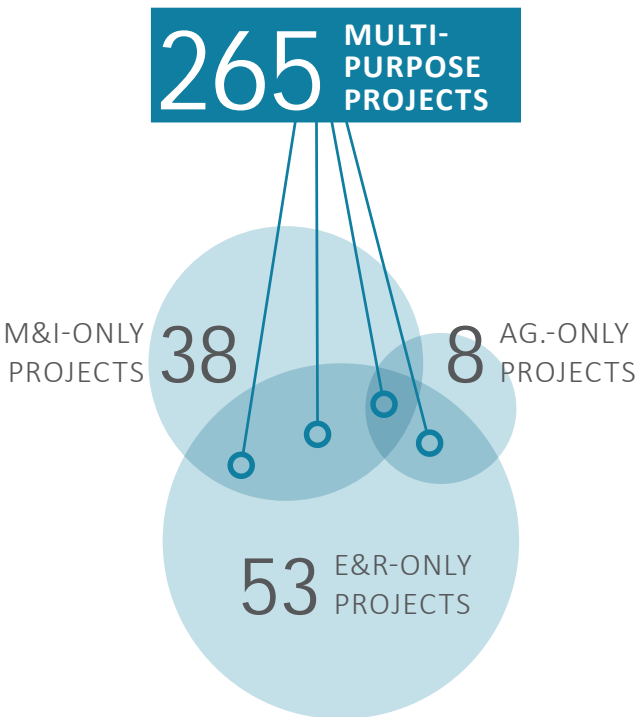 265 MULTI-
PURPOSE
PROJECTS
M&I-ONLY
PROJECTS
38
8
AG.-ONLY
PROJECTS
53
E&R-ONLY
PROJECTS